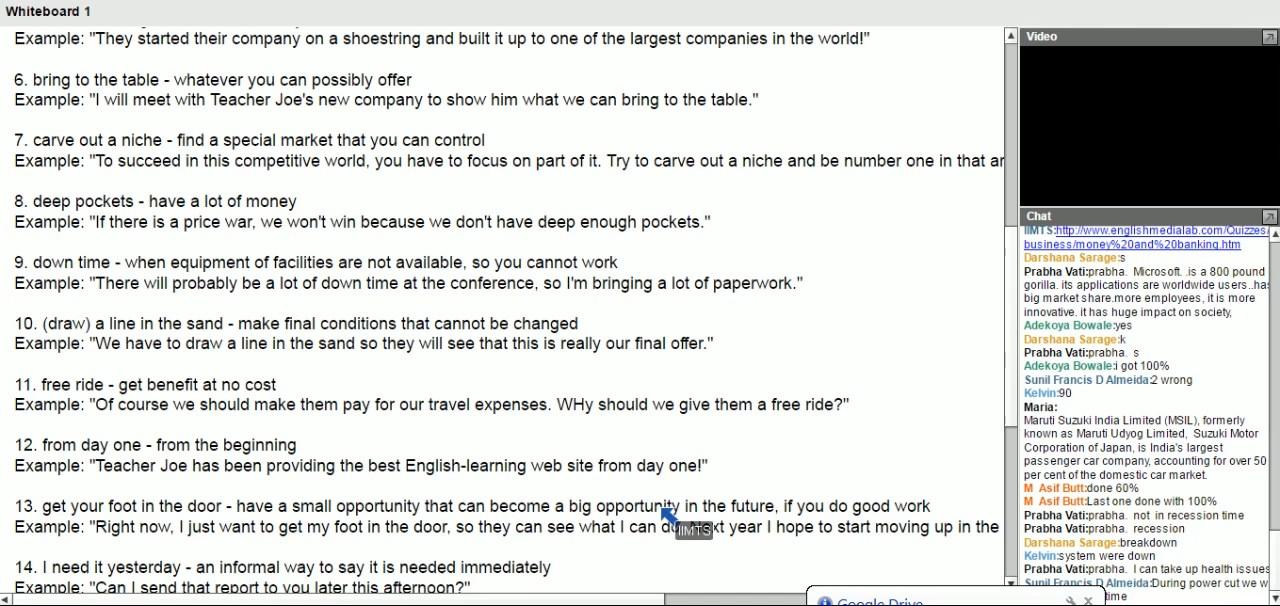 Whiteboard 1
Example: "They started their company on a shoestring and built it up to one of the largest companies in the world!"
6. bring to the table - whatever you can possibly offer
Example: "I will meet with Teacher Joe's new company to show him what we can bring to the table."
7. carve out a niche - find a special market that you can control
Example: "To succeed in this competitive world, you have to focus on part of it. Try to carve out a niche and be number one in that ar
8. deep pockets - have a lot of money
Example: "If there is a price war, we won't win because we don't have deep enough pockets."
9. down time - when equipment of facilities are not available, so you cannot work
Example: "There will probably be a lot of down time at the conference, so I'm bringing a lot of paperwork."
10. (draw) a line in the sand - make final conditions that cannot be changed
Example: "We have to draw a line in the sand so they will see that this is really our final offer."
11. free ride - get benefit at no cost
Example: "Of course we should make them pay for our travel expenses. WHy should we give them a free ride?"
12. from day one - from the beginning
Example: "Teacher Joe has been providing the best English-learning web site from day one!"
13. get your foot in the door - have a small opportunity that can become a big opportunity in the future, if you do good work
Example: "Right now, I just want to get my foot in the door, so they can see what I can do. Next year I hope to start moving up in the
IIMTS
14. I need it yesterday - an informal way to say it is needed immediately
Example: "Can I send that report to you later this afternoon?"
Video
Chat
IIMTS:http://www.englishmedialab.com/Quizzes/
business/money%20and%20banking.htm
Darshana Sarage:s
Prabha Vati:prabha. Microsoft. .is a 800 pound
gorilla. its applications are worldwide users..has
big market share.more employees, it is more
innovative. it has huge impact on society,
Adekoya Bowale:yes
Darshana Sarage:k
Prabha Vati:prabha. s
Adekoya Bowale:i got 100%
Sunil Francis D Almeida:2 wrong
Kelvin:90
Maria:
Maruti Suzuki India Limited (MSIL), formerly
known as Maruti Udyog Limited, Suzuki Motor
Corporation of Japan, is India's largest
passenger car company, accounting for over 50
per cent of the domestic car market.
M Asif Butt:done 60%
M Asif Butt:Last one done with 100%
Prabha Vati:prabha. not in recession time
Prabha Vati:prabha. recession
Darshana Sarage:breakdown
Kelvin:system were down
Prabha Vati:prabha. I can take up health issues
Sunil Francis D Almeida:During power cut we w
time
Google Drive